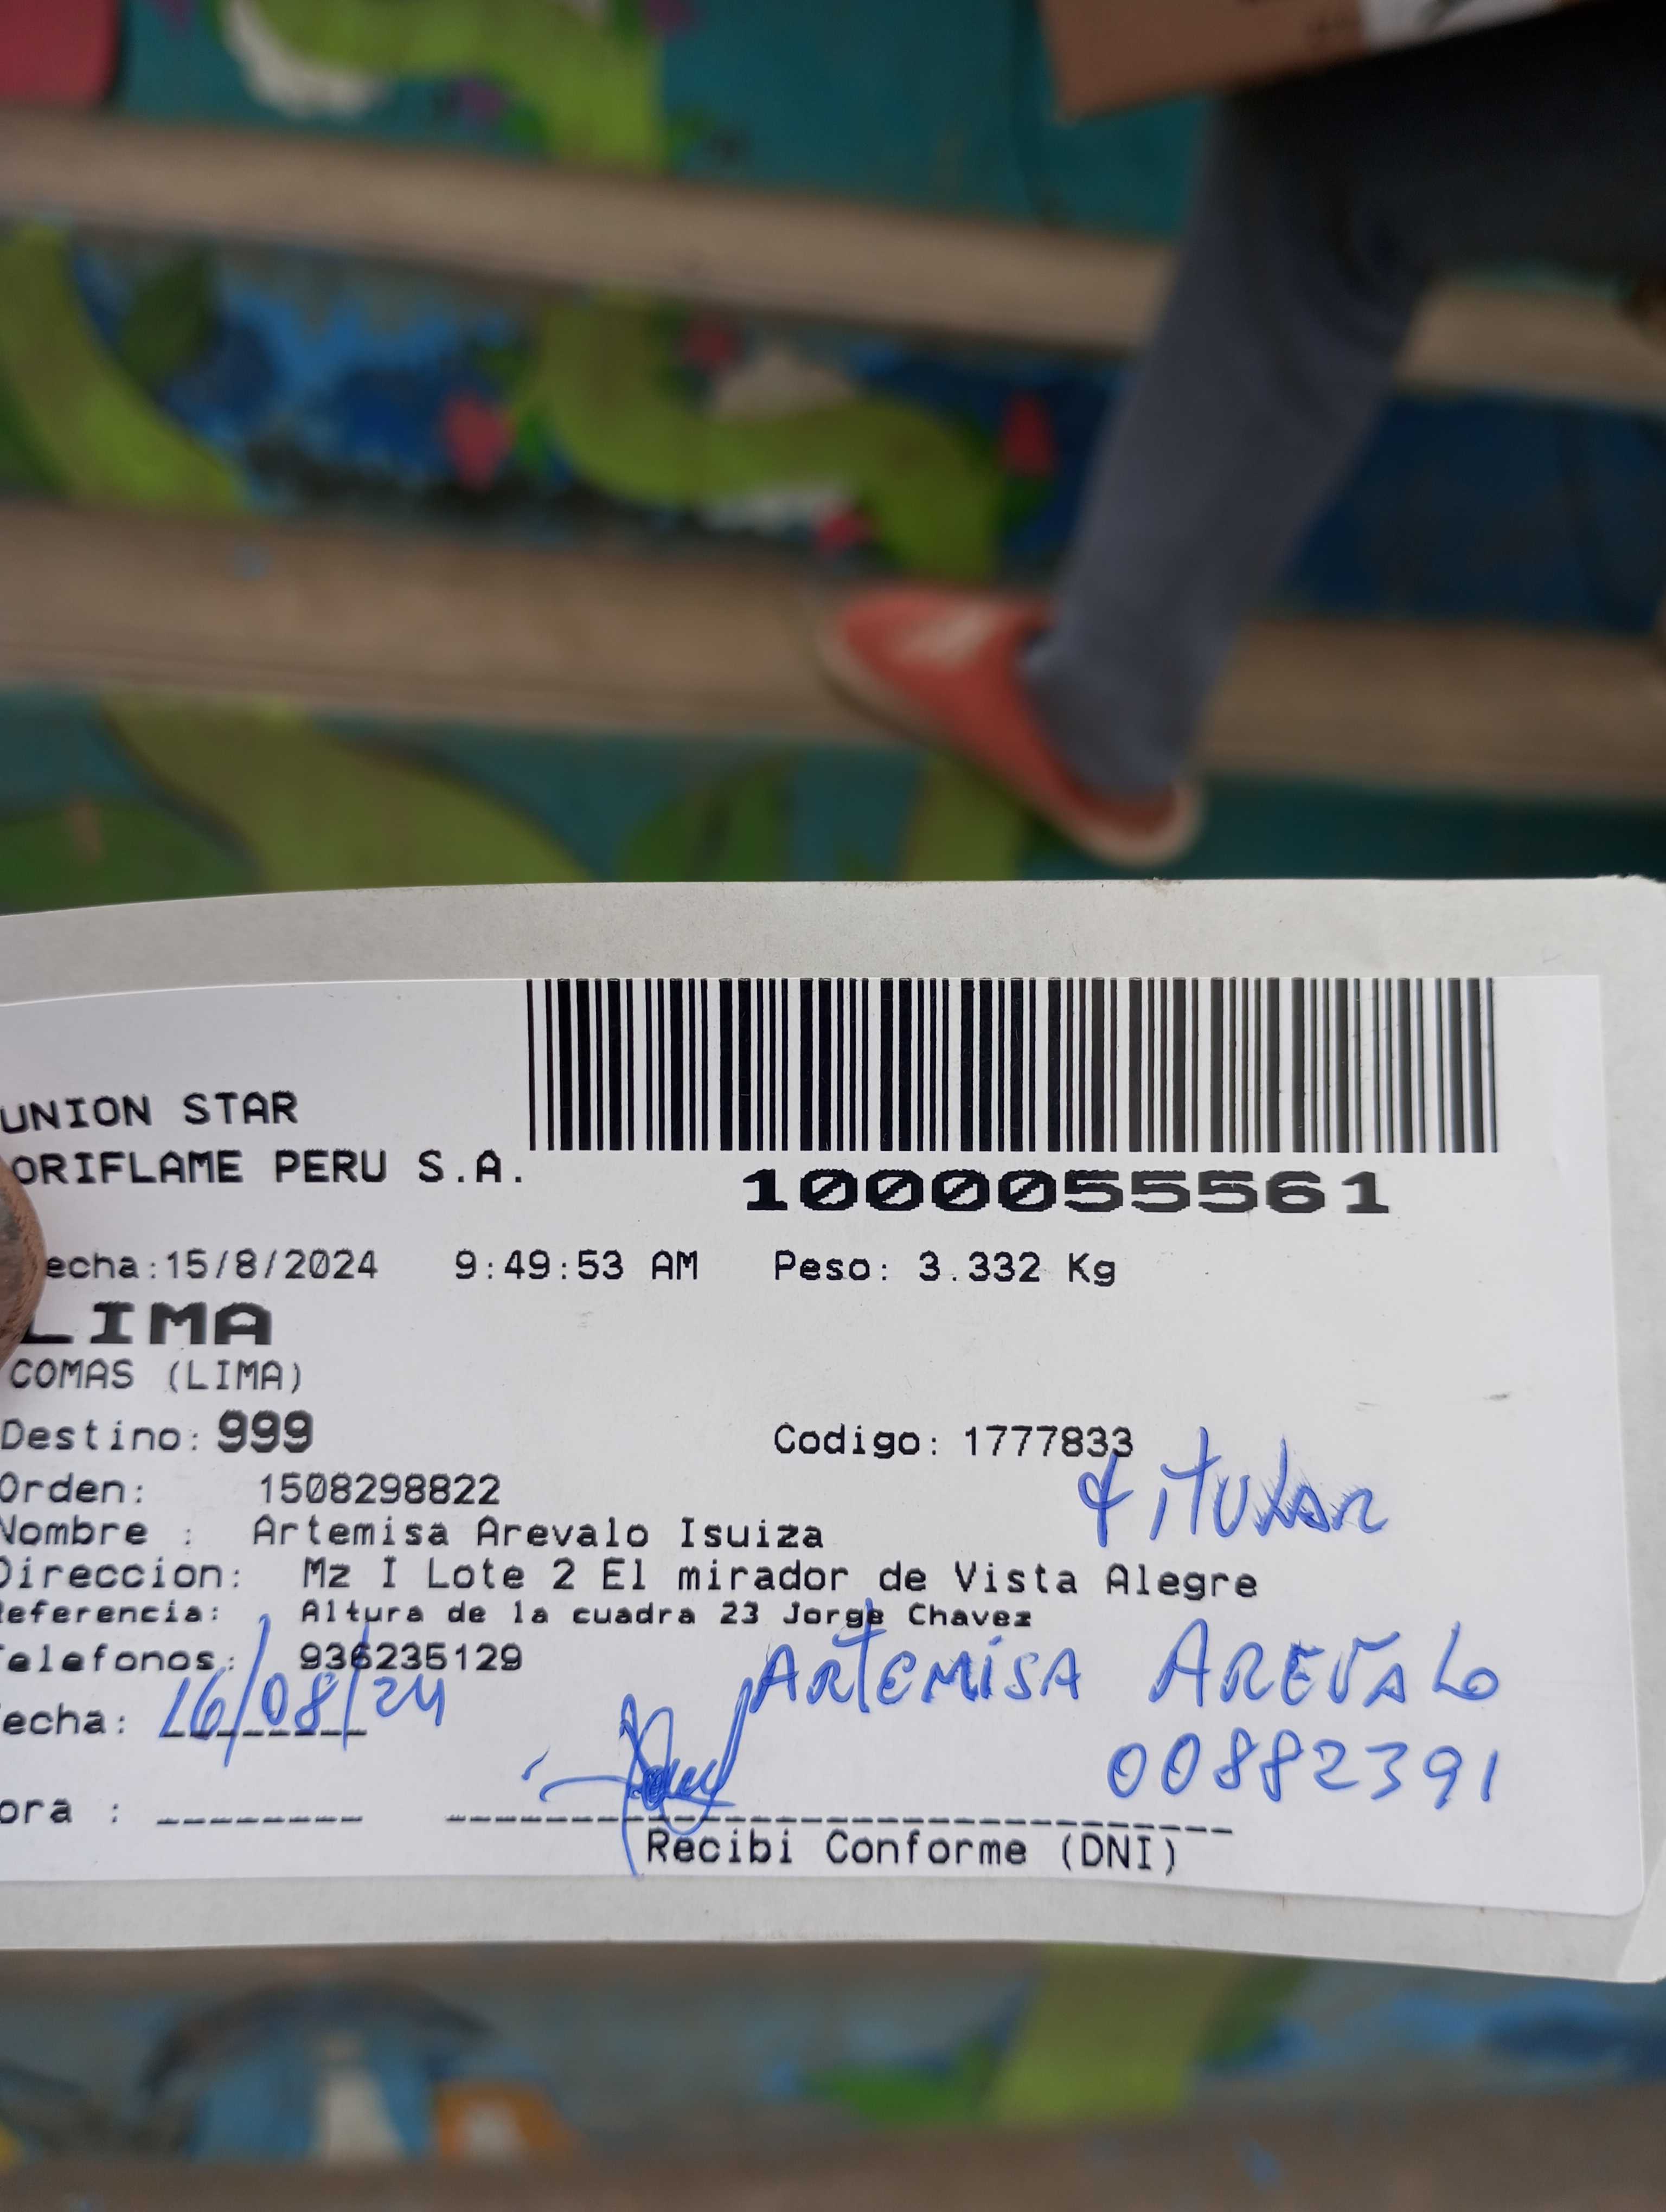 UNION STAR
ORIFLAME PERU S.A.
1000055561
echa:15/8/2024 9:49:53 AM Peso: 3.332 Kg
LIMA
COMAS (LIMA)
Destino: 999 Codigo: 1777833
Orden: 1508298822 titular
Nombre : Artemisa Arevalo Isuiza
Direccion: Mz I Lote 2 El mirador de Vista Alegre
Referencia: Altura de la cuadra 23 Jorge Chavez
Telefonos: 936235129
ARTEMISA AREVALO
echa: 16/08/24
00882391
ora : ________ ____________________
Recibi Conforme (DNI)